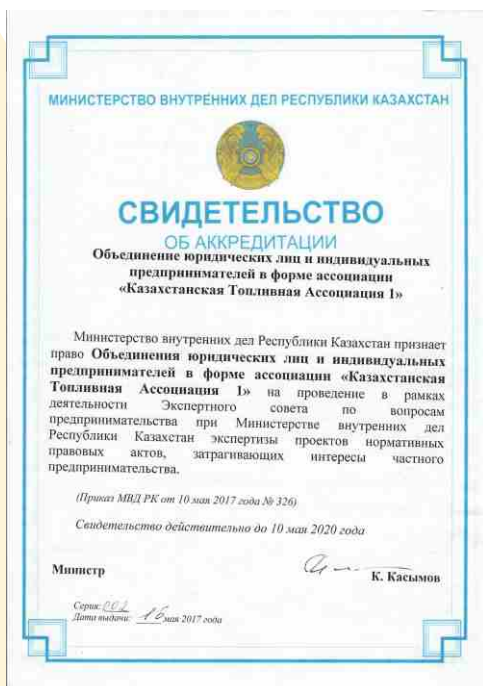 МИНИСТЕРСТВО ВНУТРЕННИХ ДЕЛ РЕСПУБЛИКИ КАЗАХСТАН
СВИДЕТЕЛЬСТВО
ОБ АККРЕДИТАЦИИ
Объединение юридических лиц и индивидуальных
предпринимателей в форме ассоциации
«Казахстанская Топливная Ассоциация 1»
Министерство внутренних дел Республики Казахстан признает
право Объединения юридических лиц и индивидуальных
предпринимателей в форме ассоциации «Казахстанская
Топливная Ассоциация 1» на проведение в рамках
деятельности Экспертного совета по вопросам
предпринимательства при Министерстве внутренних дел
Республики Казахстан экспертизы проектов нормативных
правовых актов, затрагивающих интересы частного
предпринимательства.
(Приказ МВД РК от 10 мая 2017 года № 326)
Свидетельство действительно до 10 мая 2020 года
Министр
К. Касымов
Серия: 002
Дата выдачи: 16 мая 2017 года